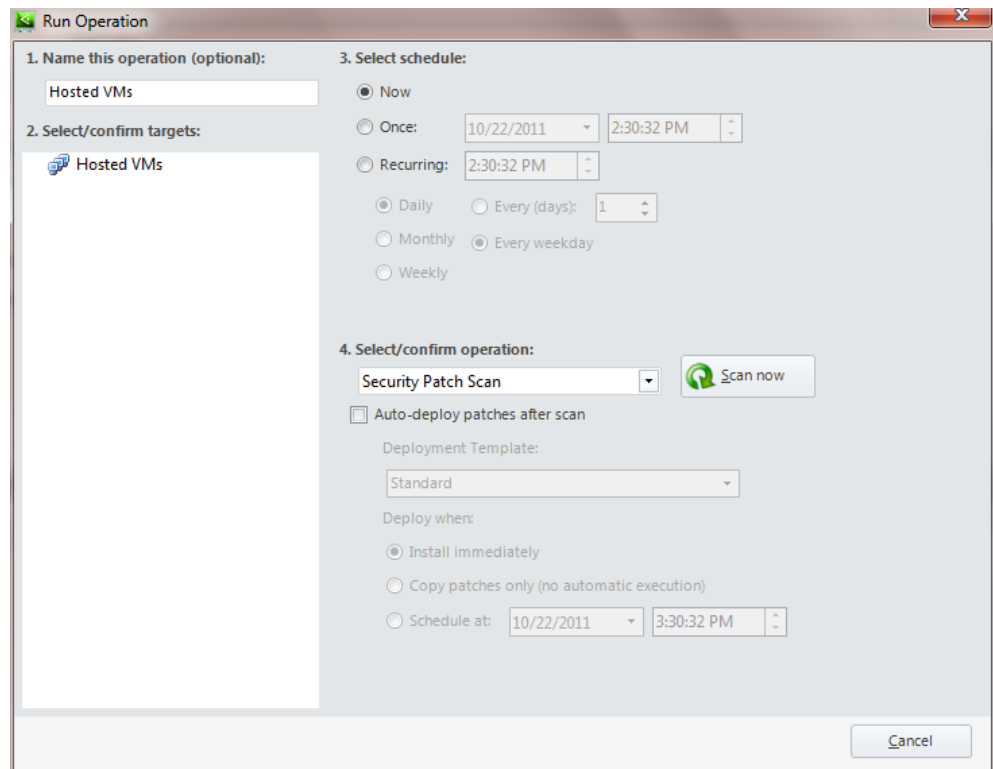 Run Operation
X
1. Name this operation (optional):
Hosted VMs
2. Select/confirm targets:
Hosted VMs
3. Select schedule:
Now
Once: 10/22/2011 2:30:32 PM
Recurring: 2:30:32 PM
Daily Every (days): 1
Monthly Every weekday
Weekly
4. Select/confirm operation:
Security Patch Scan Scan now
Auto-deploy patches after scan
Deployment Template:
Standard
Deploy when:
Install immediately
Copy patches only (no automatic execution)
Schedule at: 10/22/2011 3:30:32 PM
Cancel